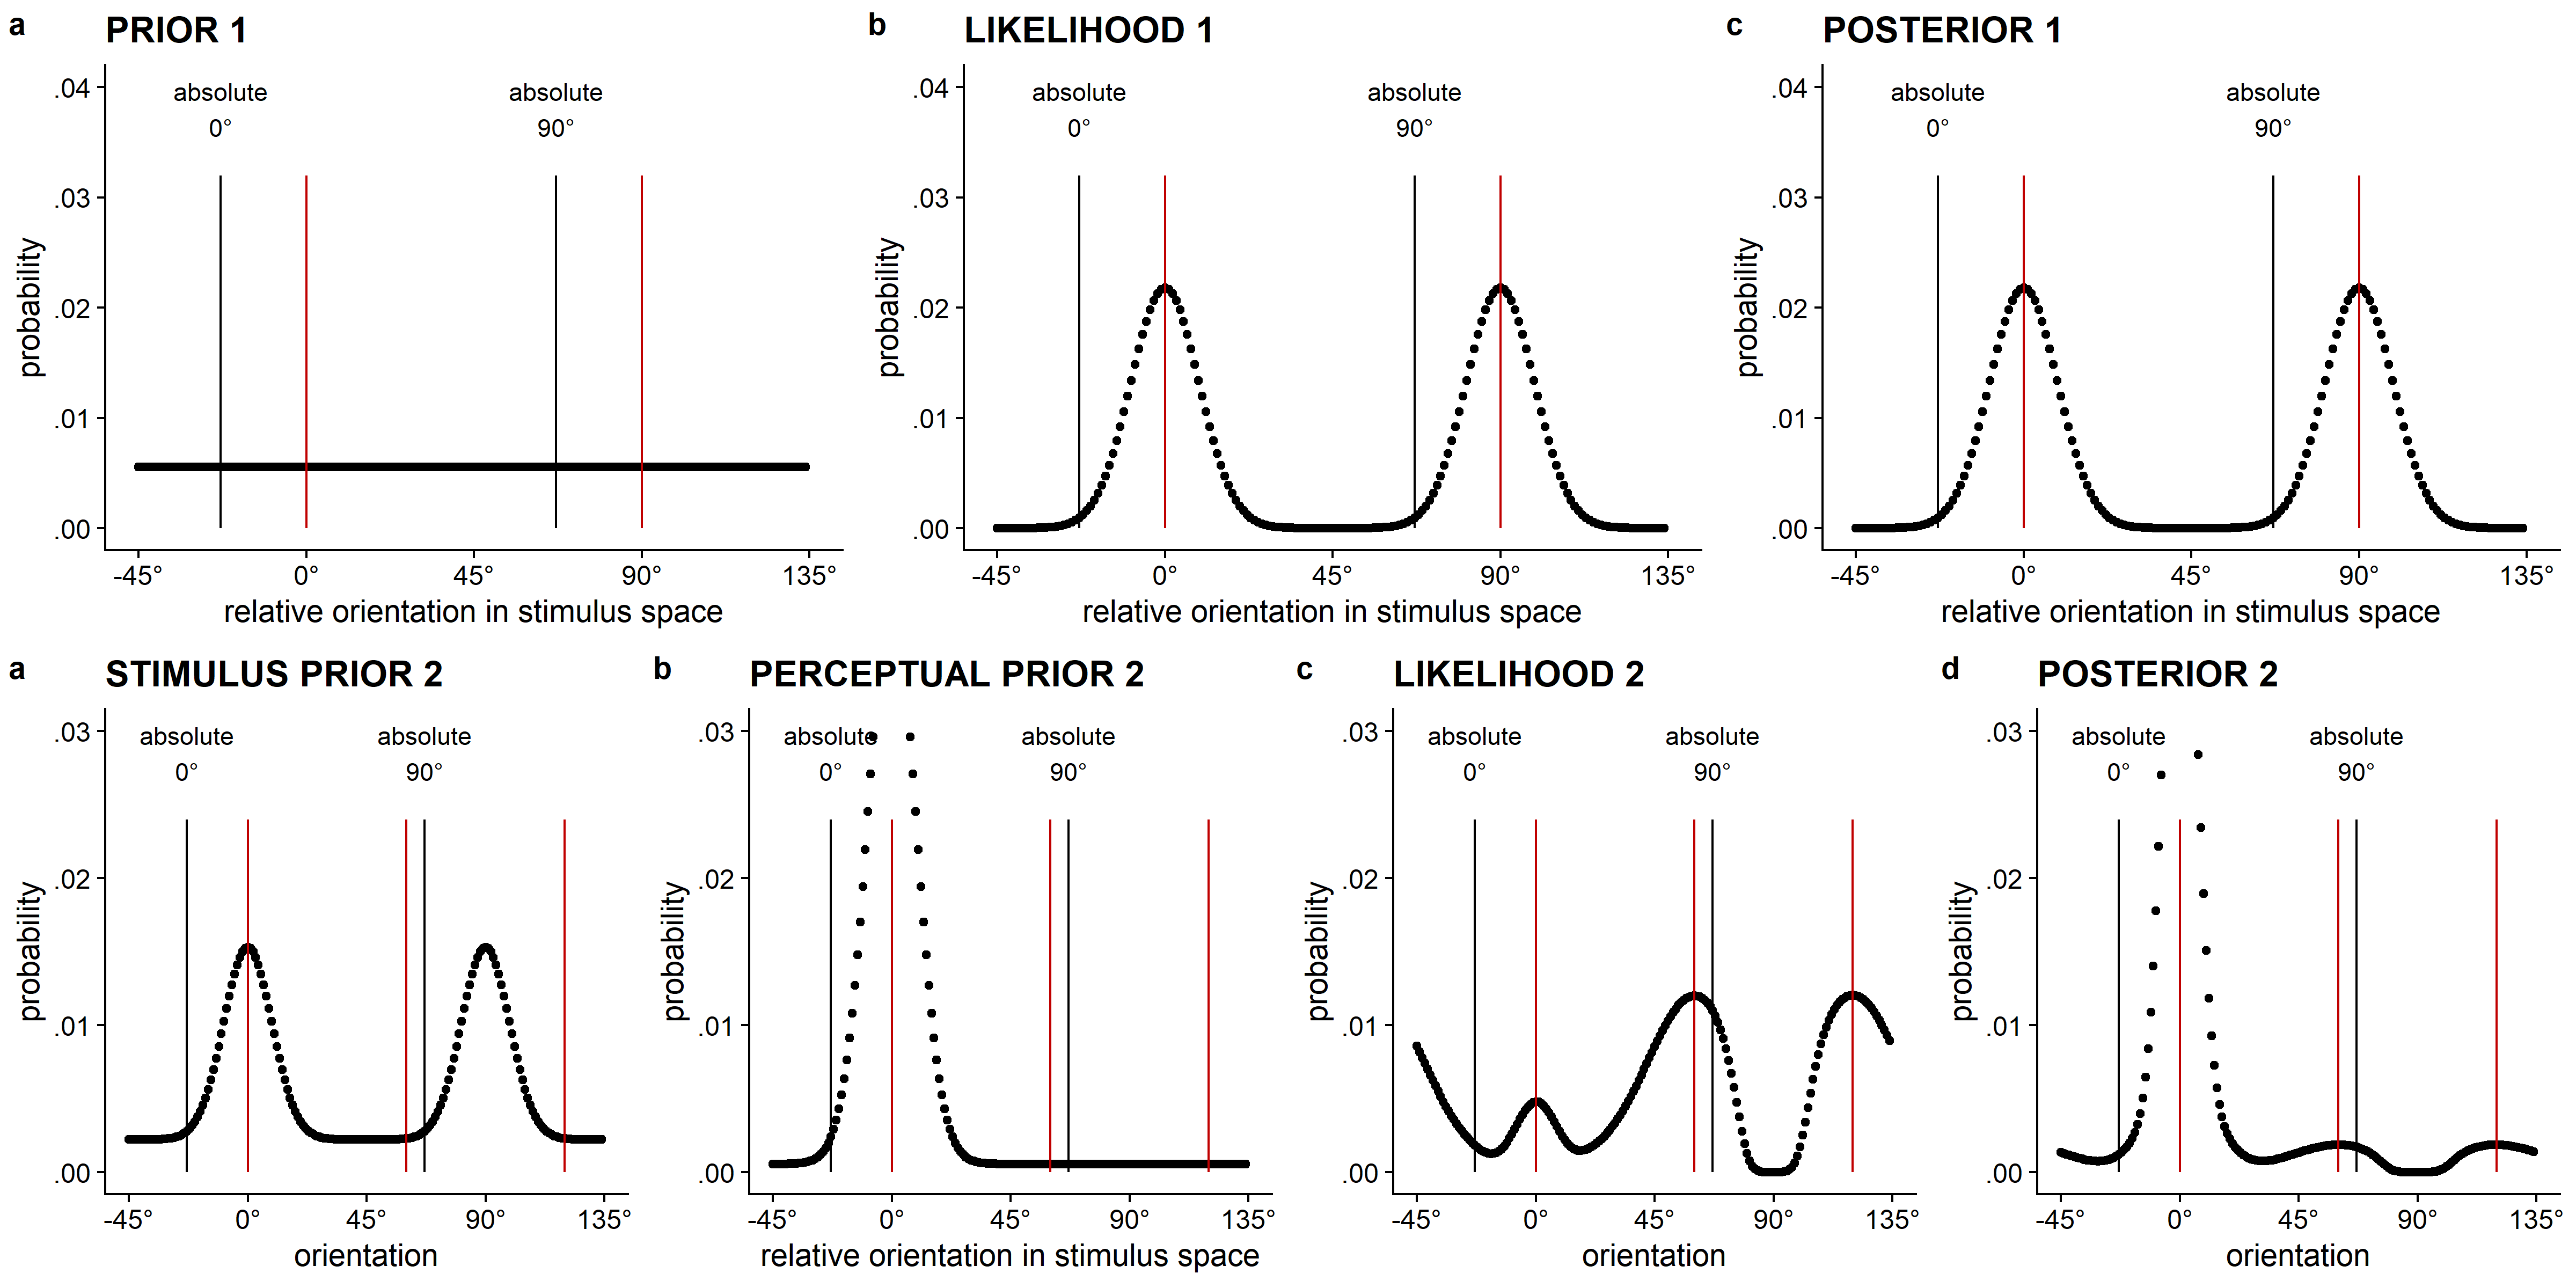 a PRIOR 1
absolute absolute
0° 90°
.04
.03
.02
.01
.00
probability
-45° 0° 45° 90° 135°
relative orientation in stimulus space
b LIKELIHOOD 1
absolute absolute
0° 90°
.04
.03
.02
.01
.00
probability
-45° 0° 45° 90° 135°
relative orientation in stimulus space
c POSTERIOR 1
absolute absolute
0° 90°
.04
.03
.02
.01
.00
probability
-45° 0° 45° 90° 135°
relative orientation in stimulus space
a STIMULUS PRIOR 2
absolute absolute
0° 90°
.03
.02
.01
.00
probability
-45° 0° 45° 90° 135°
orientation
b PERCEPTUAL PRIOR 2
absolute absolute
0° 90°
.03
.02
.01
.00
probability
-45° 0° 45° 90° 135°
relative orientation in stimulus space
c LIKELIHOOD 2
absolute absolute
0° 90°
.03
.02
.01
.00
probability
-45° 0° 45° 90° 135°
orientation
d POSTERIOR 2
absolute absolute
0° 90°
.03
.02
.01
.00
probability
-45° 0° 45° 90° 135°
orientation